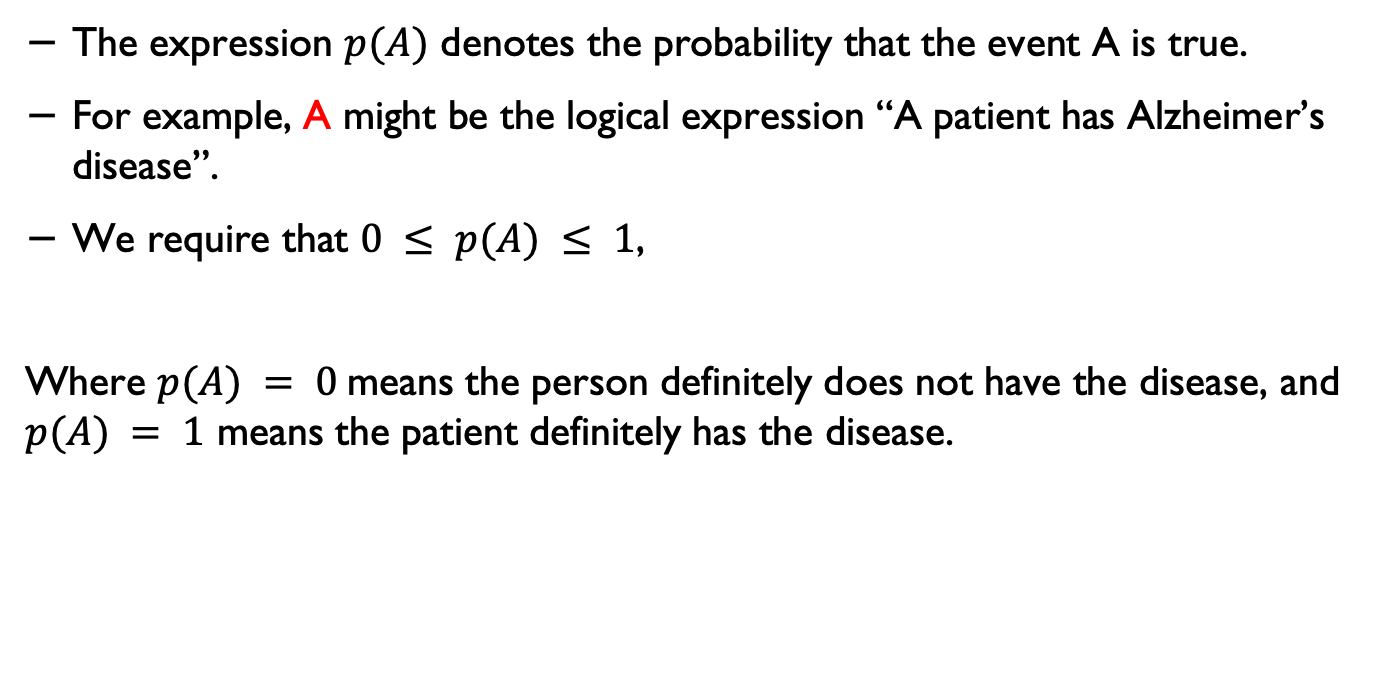 – The expression p(A) denotes the probability that the event A is true.
– For example, A might be the logical expression “A patient has Alzheimer’s
disease”.
– We require that 0 ≤ p(A) ≤ 1,
Where p(A) = 0 means the person definitely does not have the disease, and
p(A) = 1 means the patient definitely has the disease.